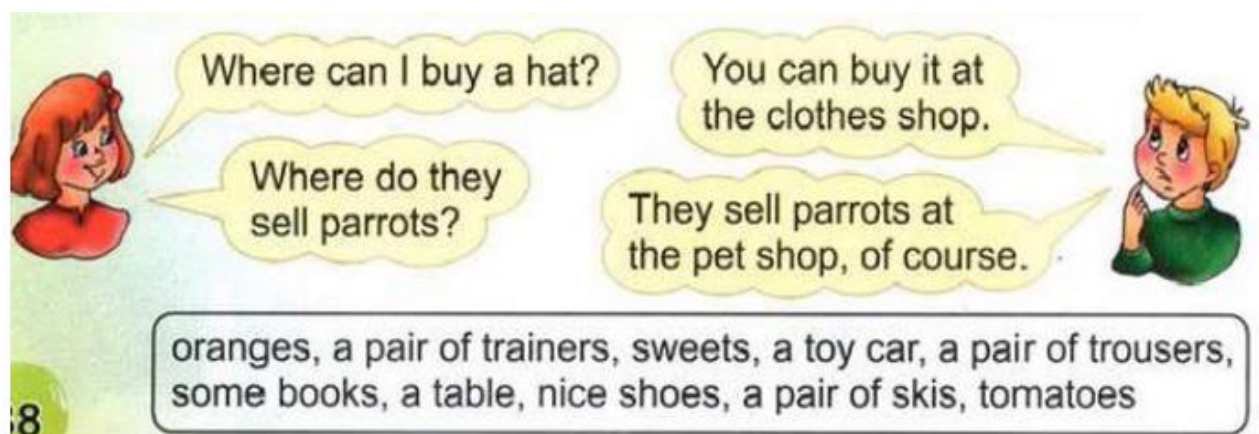 Where can I buy a hat?
You can buy it at
the clothes shop.
Where do they
sell parrots?
They sell parrots at
the pet shop, of course.
oranges, a pair of trainers, sweets, a toy car, a pair of trousers,
some books, a table, nice shoes, a pair of skis, tomatoes